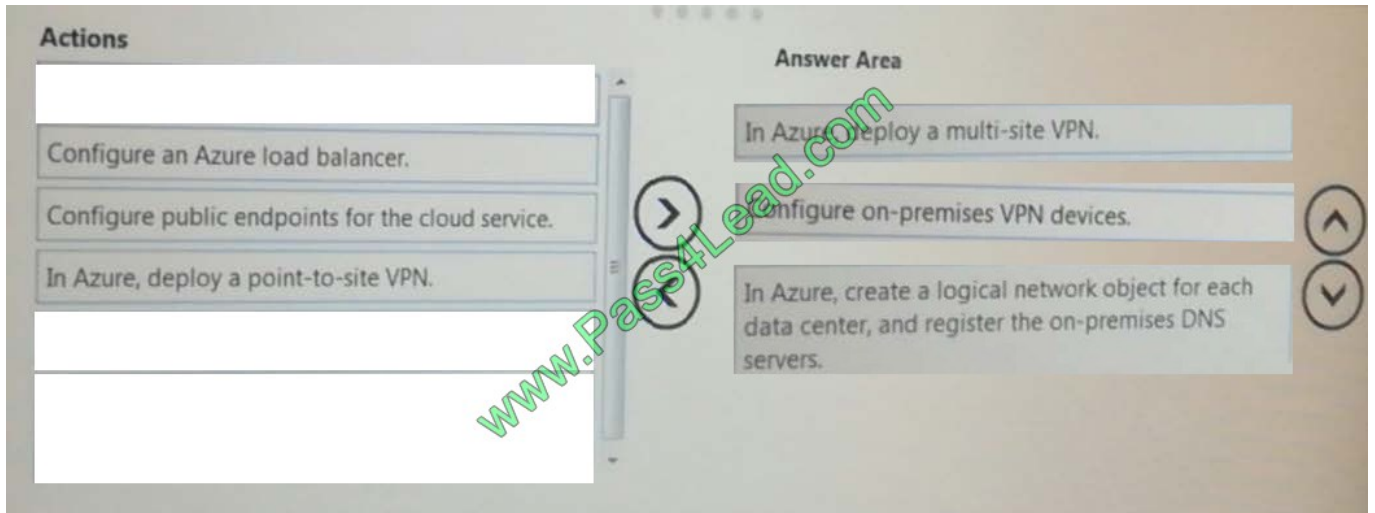 Actions
Configure an Azure load balancer.
Configure public endpoints for the cloud service.
In Azure, deploy a point-to-site VPN.
Answer Area
In Azure, deploy a multi-site VPN.
Configure on-premises VPN devices.
In Azure, create a logical network object for each
data center, and register the on-premises DNS
servers.
www.Pass4Lead.com